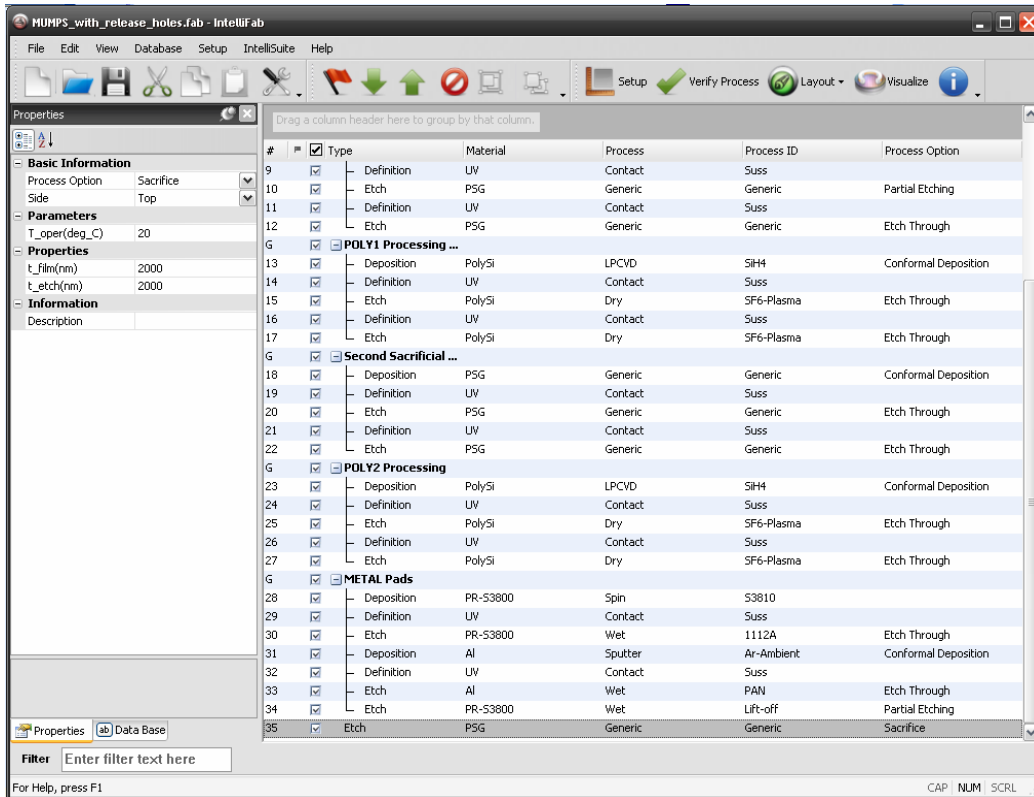 MUMPS_with_release_holes.fab - IntelliFab
File Edit View Database Setup IntelliSuite Help
Setup Verify Process Layout Visualize
Properties
Drag a column header here to group by that column.
# Type Material Process Process ID Process Option
Basic Information
Process Option Sacrifice
Side Top
Parameters
T_oper(deg_C) 20
Properties
t_film(nm) 2000
t_etch(nm) 2000
Information
Description
9 Definition UV Contact Suss
10 Etch PSG Generic Generic Partial Etching
11 Definition UV Contact Suss
12 Etch PSG Generic Generic Etch Through
G POLY1 Processing ...
13 Deposition PolySi LPCVD SiH4 Conformal Deposition
14 Definition UV Contact Suss
15 Etch PolySi Dry SF6-Plasma Etch Through
16 Definition UV Contact Suss
17 Etch PolySi Dry SF6-Plasma Etch Through
G Second Sacrificial ...
18 Deposition PSG Generic Generic Conformal Deposition
19 Definition UV Contact Suss
20 Etch PSG Generic Generic Etch Through
21 Definition UV Contact Suss
22 Etch PSG Generic Generic Etch Through
G POLY2 Processing
23 Deposition PolySi LPCVD SiH4 Conformal Deposition
24 Definition UV Contact Suss
25 Etch PolySi Dry SF6-Plasma Etch Through
26 Definition UV Contact Suss
27 Etch PolySi Dry SF6-Plasma Etch Through
G METAL Pads
28 Deposition PR-S3800 Spin S3810
29 Definition UV Contact Suss
30 Etch PR-S3800 Wet 1112A Etch Through
31 Deposition Al Sputter Ar-Ambient Conformal Deposition
32 Definition UV Contact Suss
33 Etch Al Wet PAN Etch Through
34 Etch PR-S3800 Wet Lift-off Partial Etching
35 Etch PSG Generic Generic Sacrifice
Properties ab Data Base
Filter Enter filter text here
For Help, press F1 CAP NUM SCRL